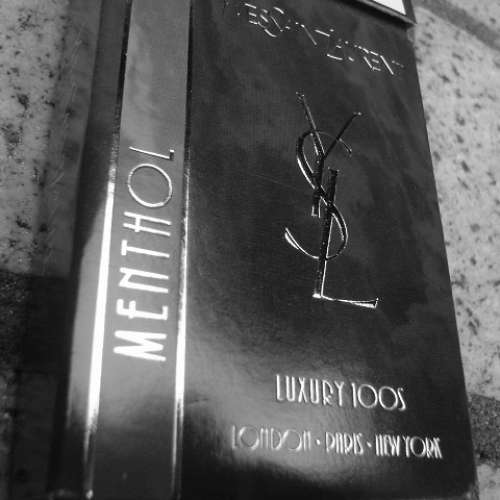 YVES SAINT LAURENT
YSL
MENTHOL
LUXURY 100S
LONDON • PARIS • NEW YORK